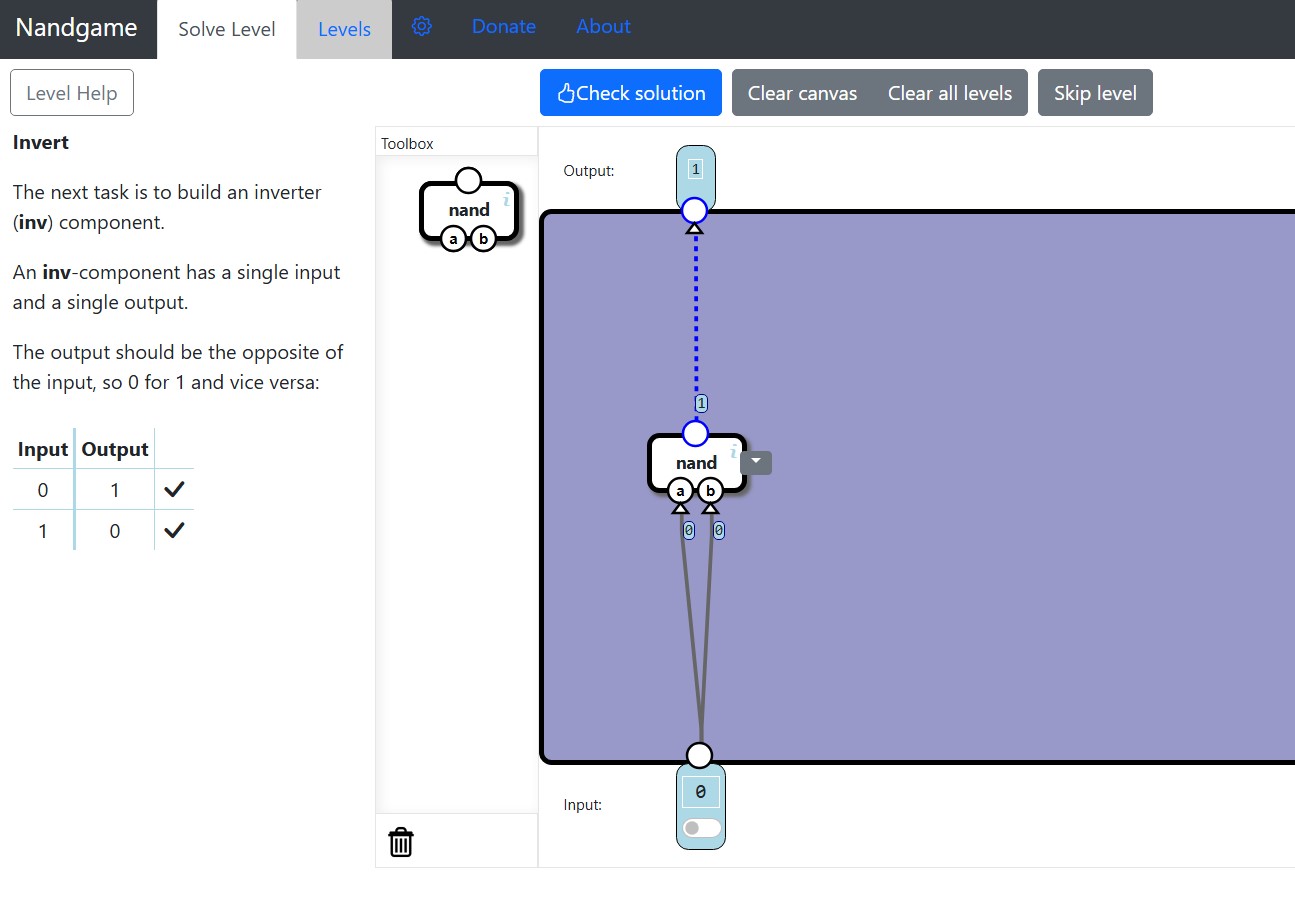 Nandgame Solve Level Levels Donate About
Level Help Check solution Clear canvas Clear all levels Skip level
Invert
The next task is to build an inverter
(inv) component.
An inv-component has a single input
and a single output.
The output should be the opposite of
the input, so 0 for 1 and vice versa:
Input Output
0 1
1 0
Toolbox
nand i
a b
Output: 1
1
nand i
a b
0 0
Input: 0